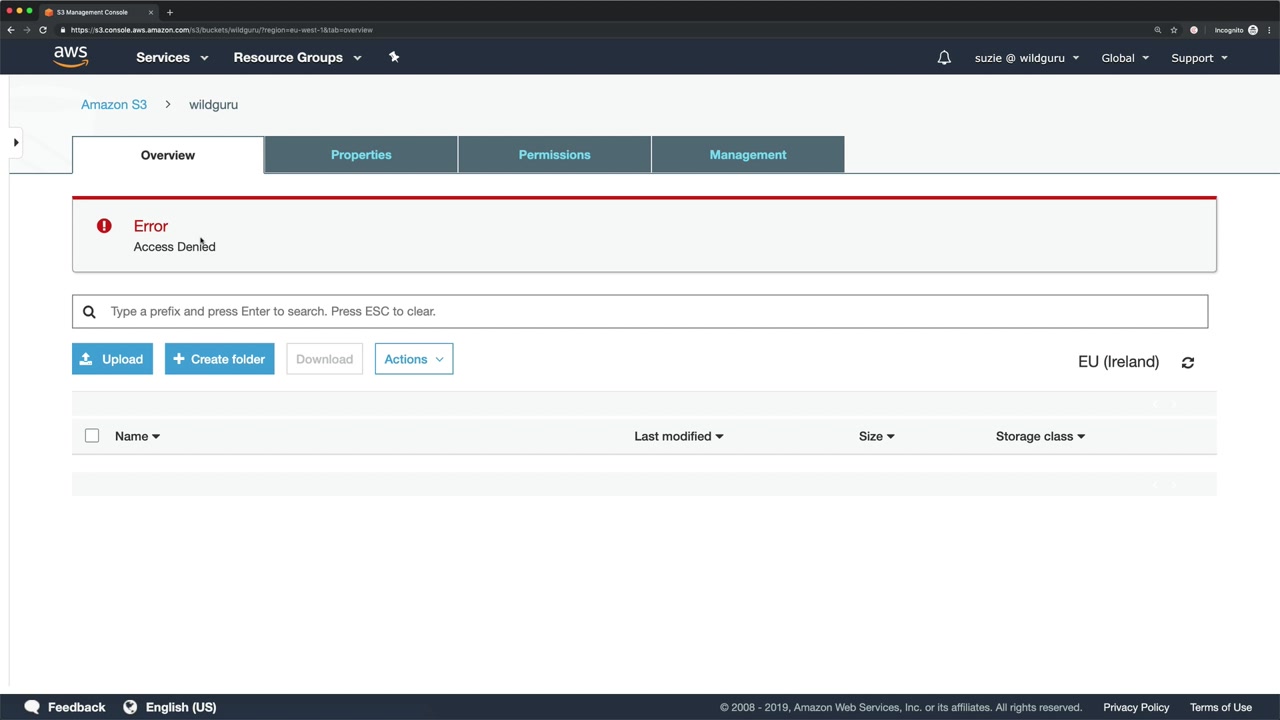 S3 Management Console
https://s3.console.aws.amazon.com/s3/buckets/wildguru/?region=eu-west-1&tab=overview
Incognito
aws
Services
Resource Groups
suzie @ wildguru
Global
Support
Amazon S3
wildguru
Overview
Properties
Permissions
Management
Error
Access Denied
Type a prefix and press Enter to search. Press ESC to clear.
Upload
Create folder
Download
Actions
EU (Ireland)
Name
Last modified
Size
Storage class
Feedback
English (US)
© 2008 - 2019, Amazon Web Services, Inc. or its affiliates. All rights reserved.
Privacy Policy
Terms of Use